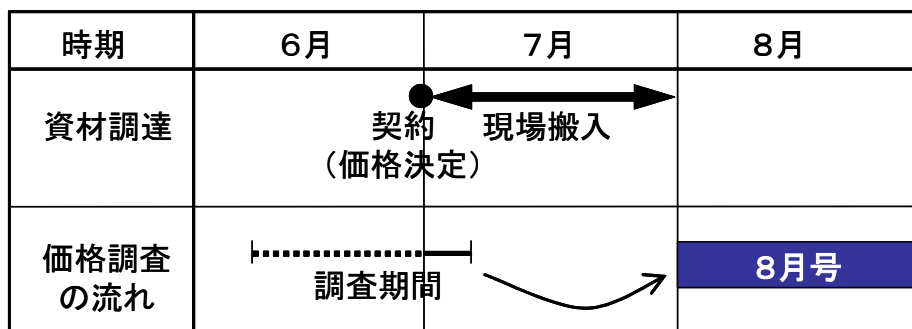 時期
6月
7月
8月
資材調達
契約
(価格決定)
現場搬入
価格調査
の流れ
調査期間
8月号